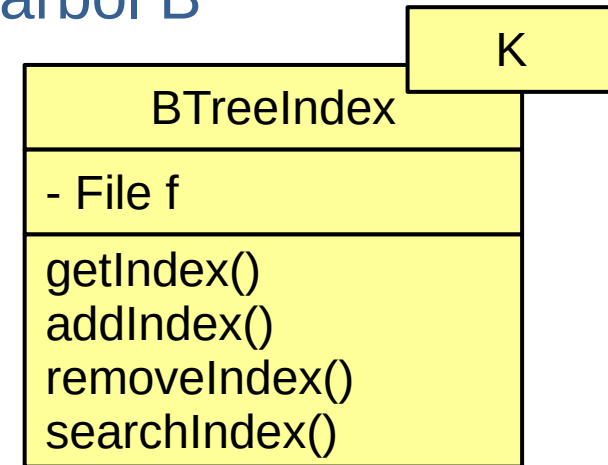 arbol B
K
BTreeIndex
- File f
getIndex()
addIndex()
removeIndex()
searchIndex()